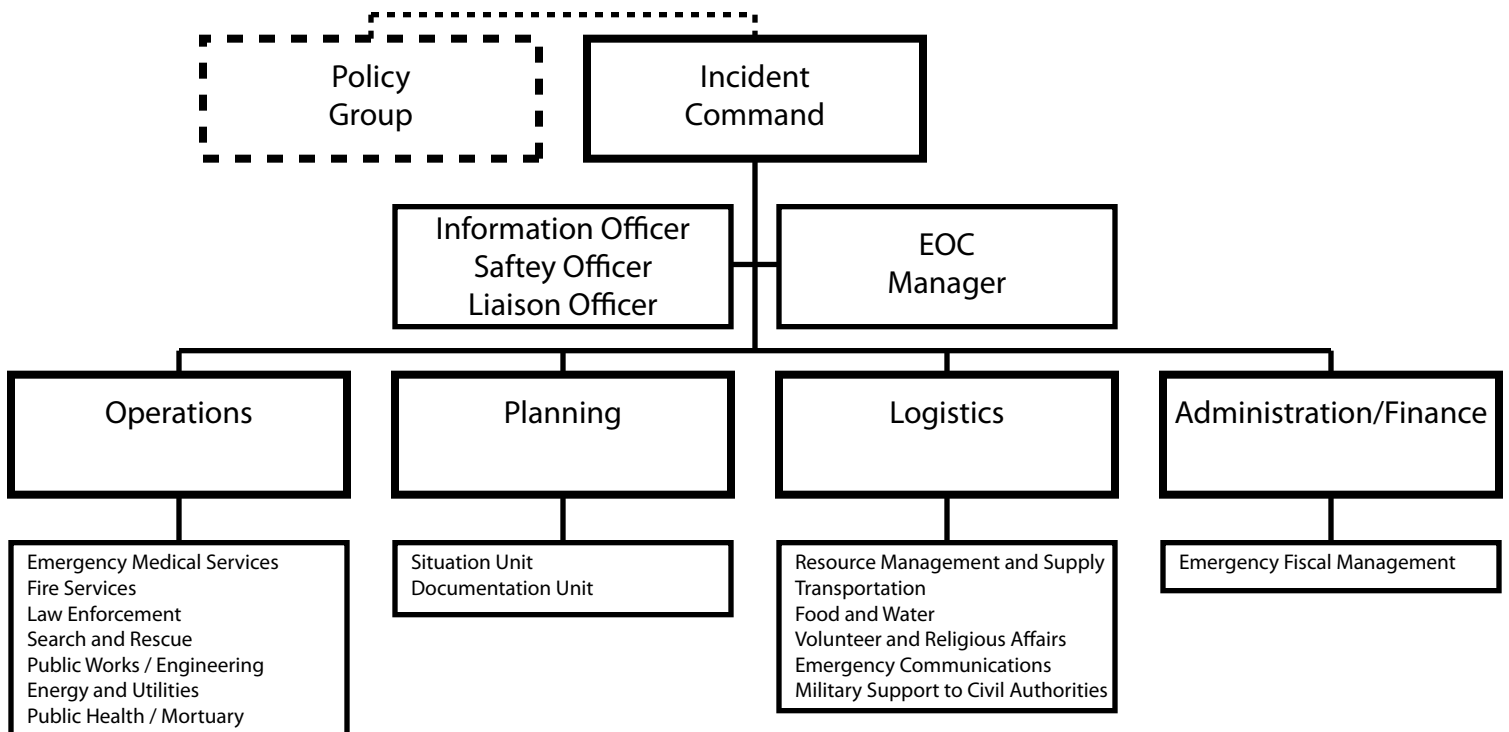 Policy
Group
Incident
Command
Information Officer
Saftey Officer
Liaison Officer
EOC
Manager
Operations
Planning
Logistics
Administration/Finance
Emergency Medical Services
Fire Services
Law Enforcement
Search and Rescue
Public Works / Engineering
Energy and Utilities
Public Health / Mortuary
Situation Unit
Documentation Unit
Resource Management and Supply
Transportation
Food and Water
Volunteer and Religious Affairs
Emergency Communications
Military Support to Civil Authorities
Emergency Fiscal Management